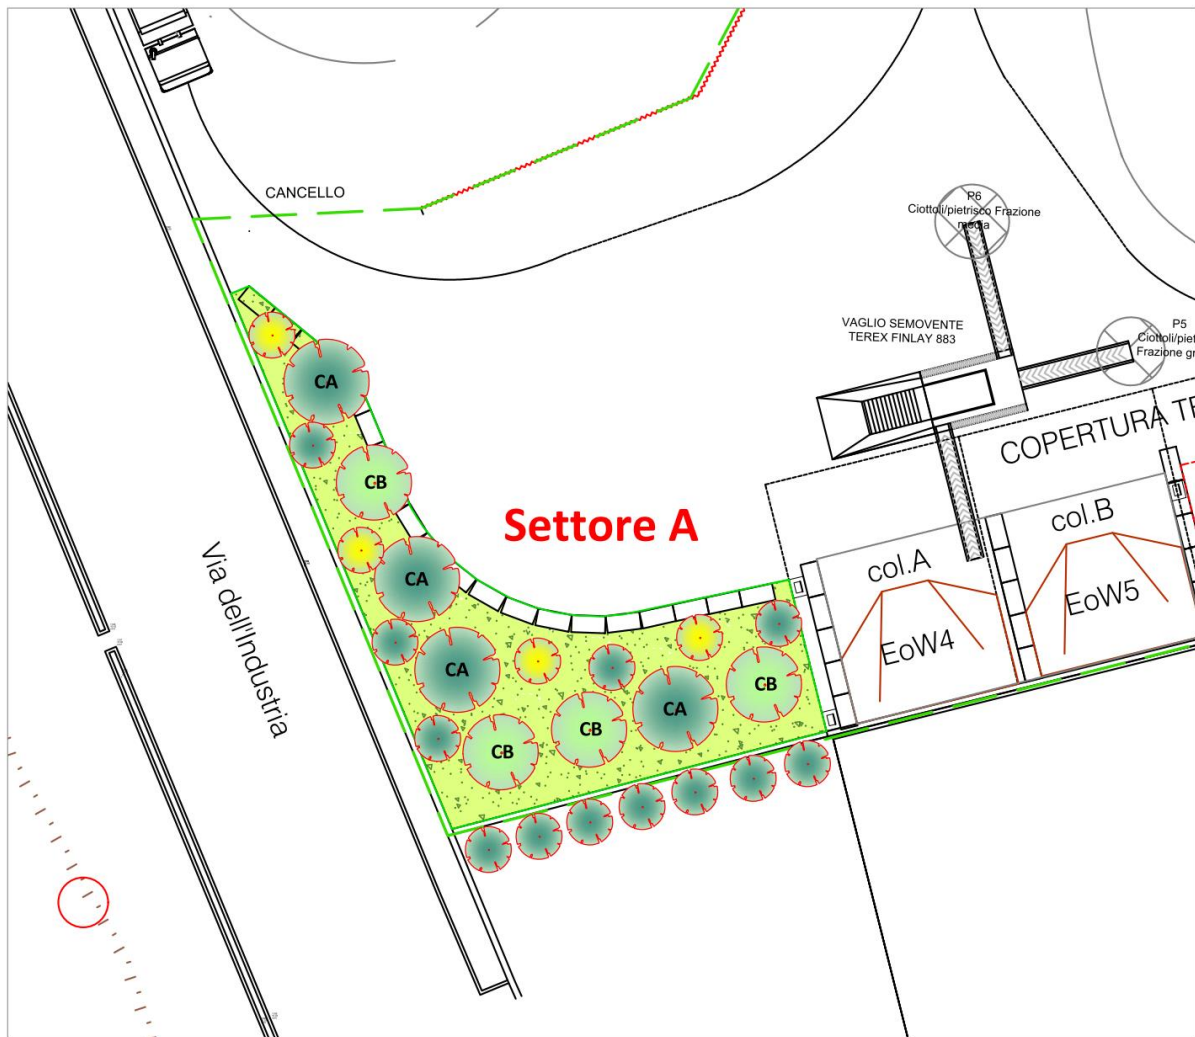 CANCELLO
P6
Ciottoli/pietrisco Frazione
media
P5
Ciottoli/piet
Frazione gr
VAGLIO SEMOVENTE
TEREX FINLAY 883
COPERTURA TE
CA
CB
Settore A
col.A
col.B
EoW4
EoW5
Via dell'Industria
CA
CA
CB
CB
CA
CB